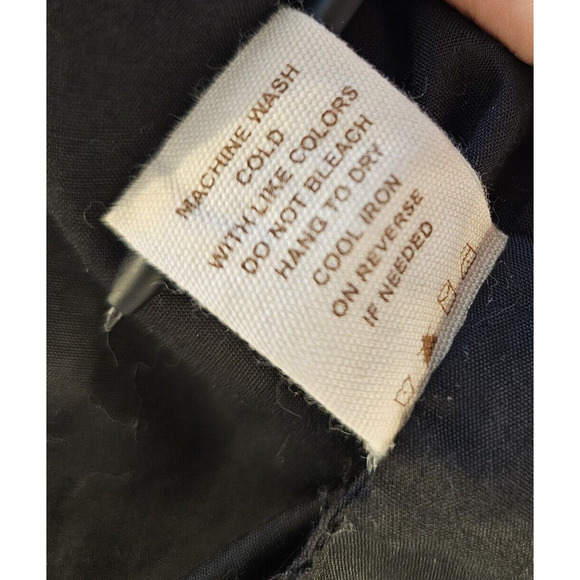 MACHINE WASH
COLD
WITH LIKE COLORS
DO NOT BLEACH
HANG TO DRY
COOL IRON
ON REVERSE
IF NEEDED